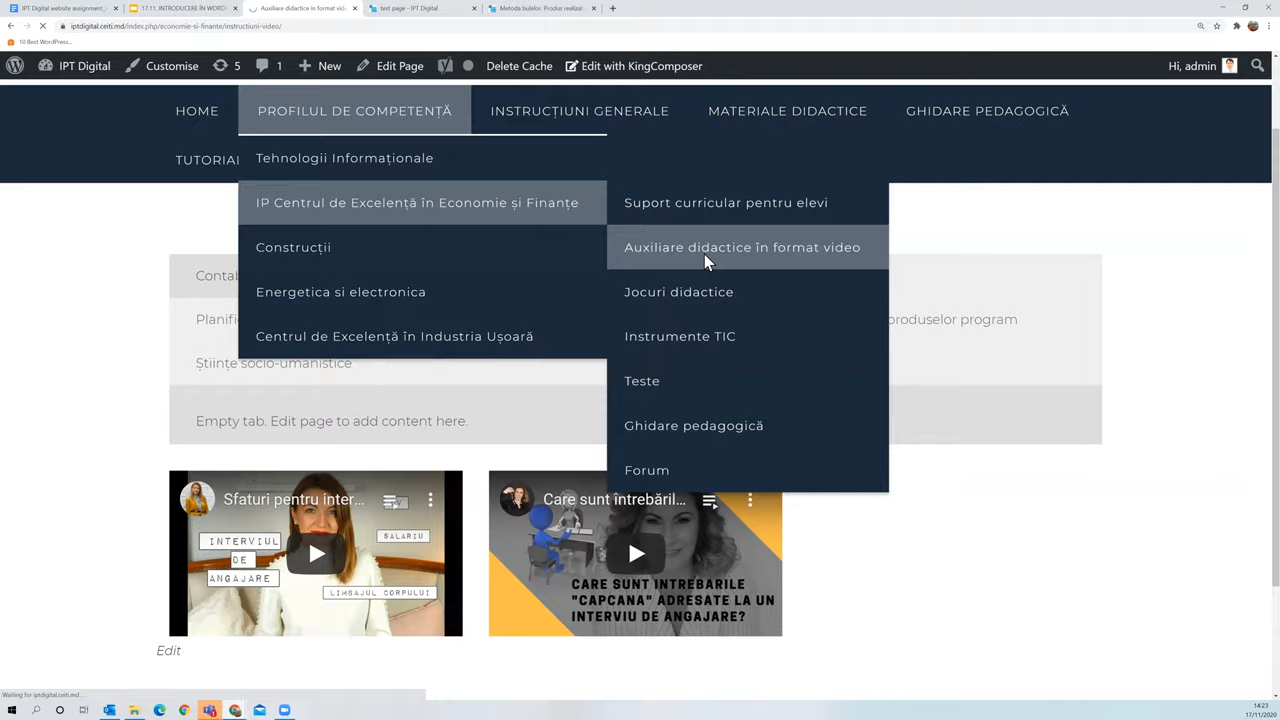 IPT Digital website assignment_
17.11. INTRODUCERE ÎN WORDP
Auxiliare didactice în format vide
test page - IPT Digital
Metoda bulelor. Produs realizat
iptdigital.ceiti.md/index.php/economie-si-finante/instructiuni-video/
10 Best WordPress...
IPT Digital
Customise
5
1
New
Edit Page
Delete Cache
Edit with KingComposer
Hi, admin
HOME
PROFILUL DE COMPETENȚĂ
INSTRUCȚIUNI GENERALE
MATERIALE DIDACTICE
GHIDARE PEDAGOGICĂ
TUTORIAL
Tehnologii Informaționale
IP Centrul de Excelență în Economie și Finanțe
Construcții
Energetica si electronica
Centrul de Excelență în Industria Ușoară
Suport curricular pentru elevi
Auxiliare didactice în format video
Jocuri didactice
Instrumente TIC
Teste
Ghidare pedagogică
Forum
Contab
Planifi
produselor program
Științe socio-umanistice
Empty tab. Edit page to add content here.
Sfaturi pentru inter...
INTERVIUL
DE
ANGAJARE
SALARIU
LIMBAJUL CORPULUI
Care sunt întrebăril...
CARE SUNT INTREBARILE
"CAPCANA" ADRESATE LA UN
INTERVIU DE ANGAJARE?
Edit
Waiting for iptdigital.ceiti.md...
14:23
17/11/2020